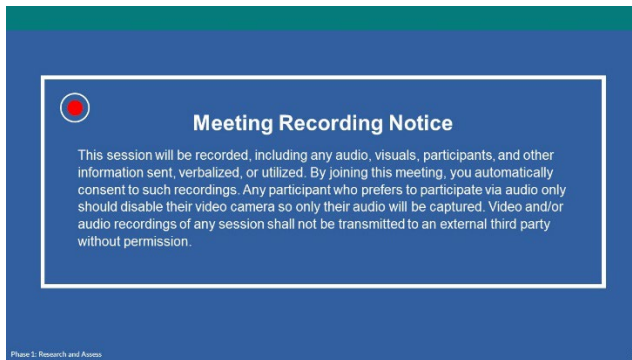 Meeting Recording Notice
This session will be recorded, including any audio, visuals, participants, and other
information sent, verbalized, or utilized. By joining this meeting, you automatically
consent to such recordings. Any participant who prefers to participate via audio only
should disable their video camera so only their audio will be captured. Video and/or
audio recordings of any session shall not be transmitted to an external third party
without permission.
Phase 1: Research and Assess